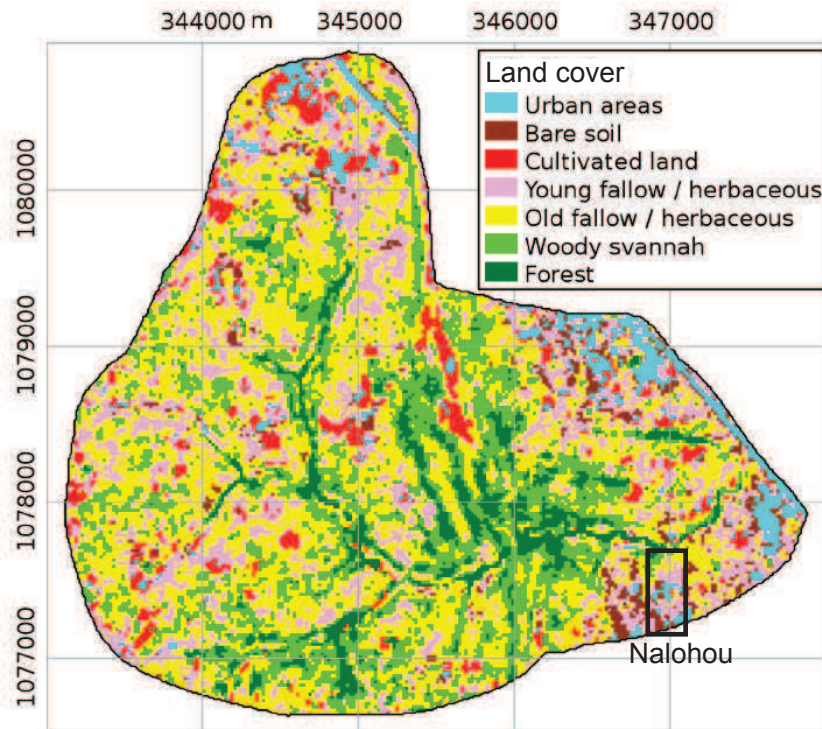 344000 m 345000 346000 347000
Land cover
Urban areas
Bare soil
Cultivated land
Young fallow / herbaceous
Old fallow / herbaceous
Woody svannah
Forest
1080000
1079000
1078000
1077000
Nalohou